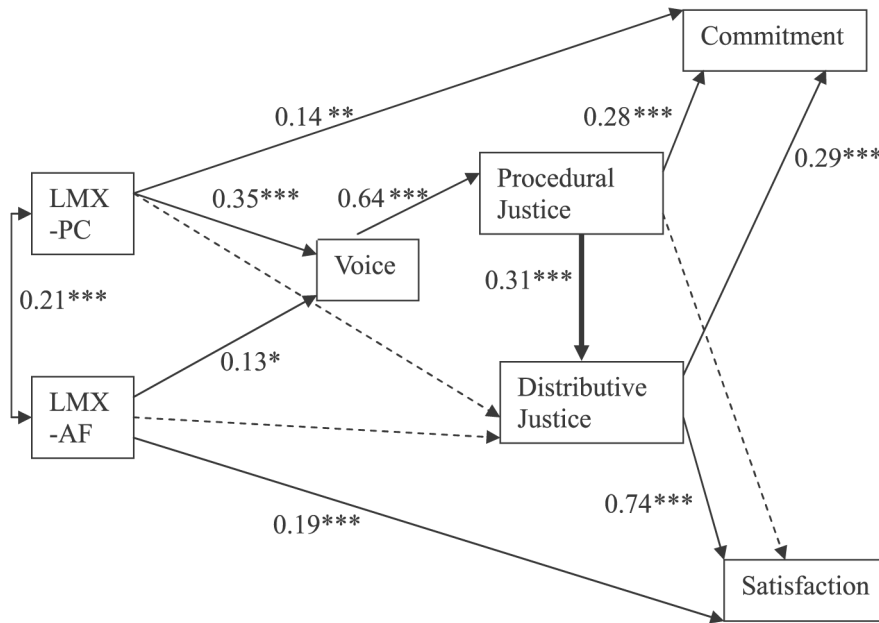 Commitment
0.14 **
0.28***
0.29***
LMX
-PC
0.35***
0.64 ***
Procedural
Justice
Voice
0.21***
0.31***
0.13*
LMX
-AF
Distributive
Justice
0.19***
0.74***
Satisfaction